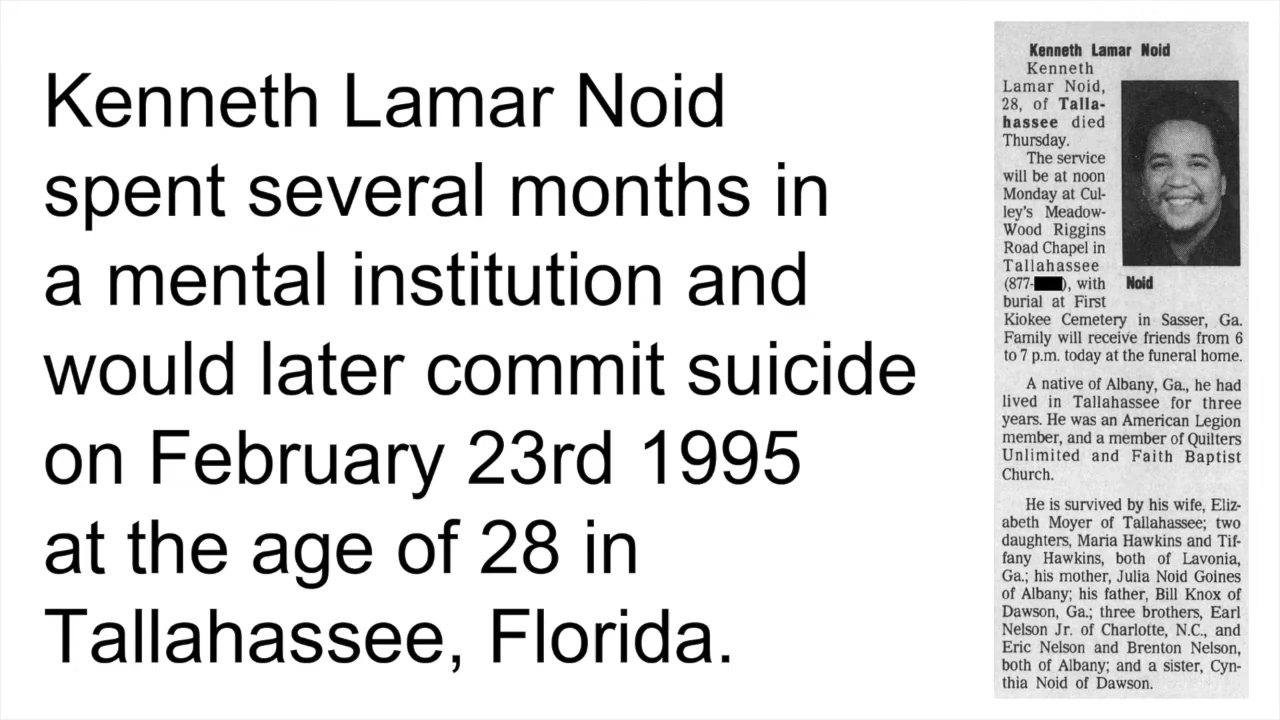 Kenneth Lamar Noid
spent several months in
a mental institution and
would later commit suicide
on February 23rd 1995
at the age of 28 in
Tallahassee, Florida.
Kenneth Lamar Noid
Kenneth
Lamar Noid,
28, of Talla-
hassee died
Thursday.
The service
will be at noon
Monday at Cul-
ley's Meadow-
Wood Riggins
Road Chapel in
Tallahassee
(877-), with
burial at First
Kiokee Cemetery in Sasser, Ga.
Family will receive friends from 6
to 7 p.m. today at the funeral home.
A native of Albany, Ga., he had
lived in Tallahassee for three
years. He was an American Legion
member, and a member of Quilters
Unlimited and Faith Baptist
Church.
He is survived by his wife, Eliz-
abeth Moyer of Tallahassee; two
daughters, Maria Hawkins and Tif-
fany Hawkins, both of Lavonia,
Ga.; his mother, Julia Noid Goines
of Albany; his father, Bill Knox of
Dawson, Ga.; three brothers, Earl
Nelson Jr. of Charlotte, N.C., and
Eric Nelson and Brenton Nelson,
both of Albany; and a sister, Cyn-
thia Noid of Dawson.
Noid